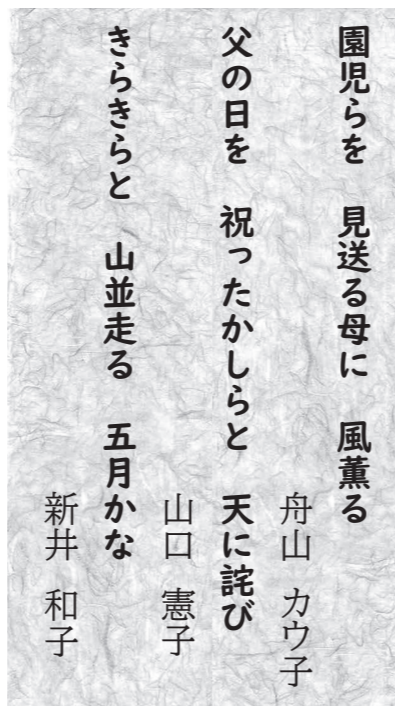 園児らを 見送る母に 風薫る
舟山 カウ子
父の日を 祝ったかしらと 天に詫び
山口 憲子
きらきらと 山並走る 五月かな
新井 和子